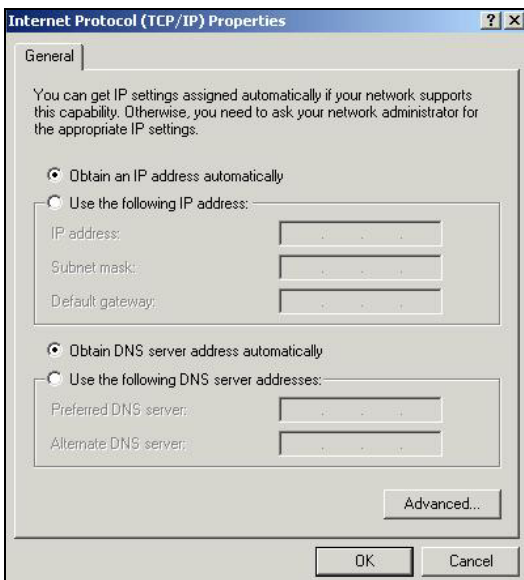 Internet Protocol (TCP/IP) Properties
General
You can get IP settings assigned automatically if your network supports
this capability. Otherwise, you need to ask your network administrator for
the appropriate IP settings.
Obtain an IP address automatically
Use the following IP address:
IP address:
Subnet mask:
Default gateway:
Obtain DNS server address automatically
Use the following DNS server addresses:
Preferred DNS server:
Alternate DNS server:
Advanced...
OK Cancel